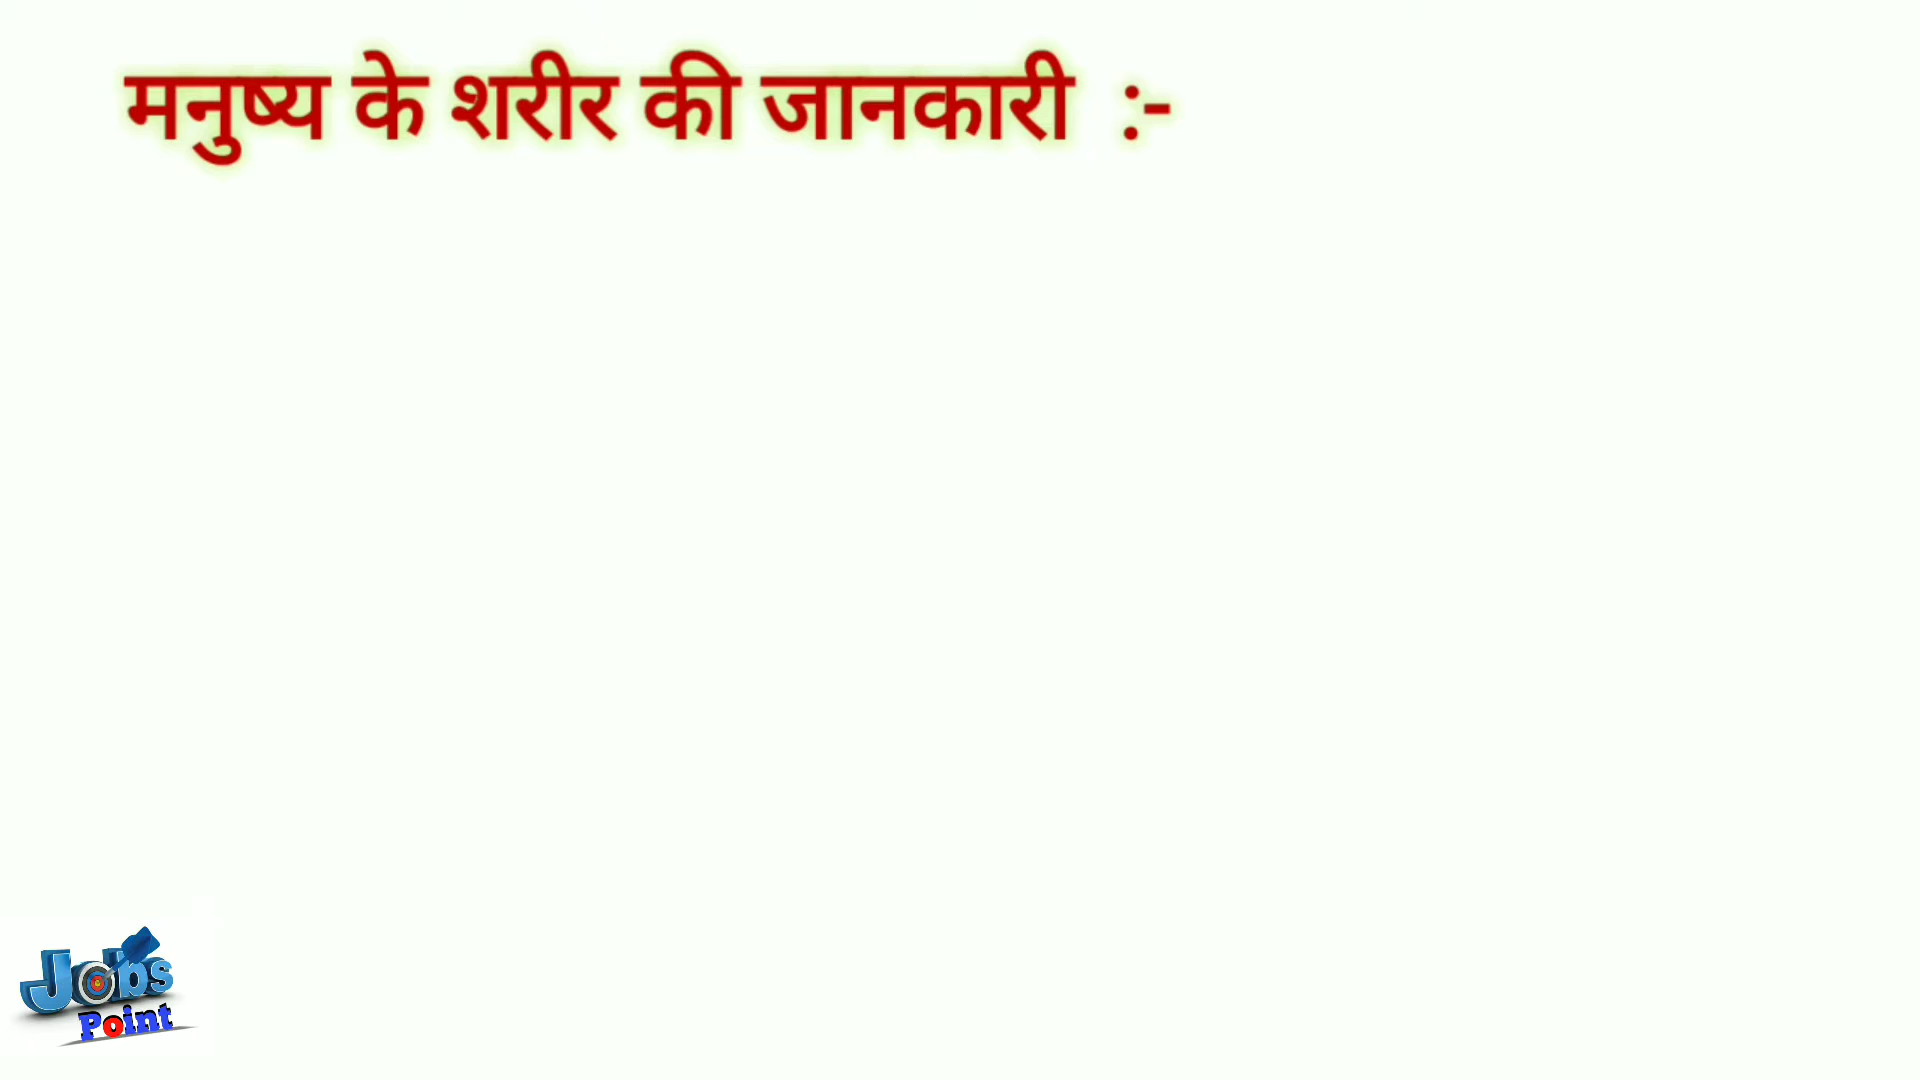 मनुष्य के शरीर की जानकारी :-
Jobs
Point